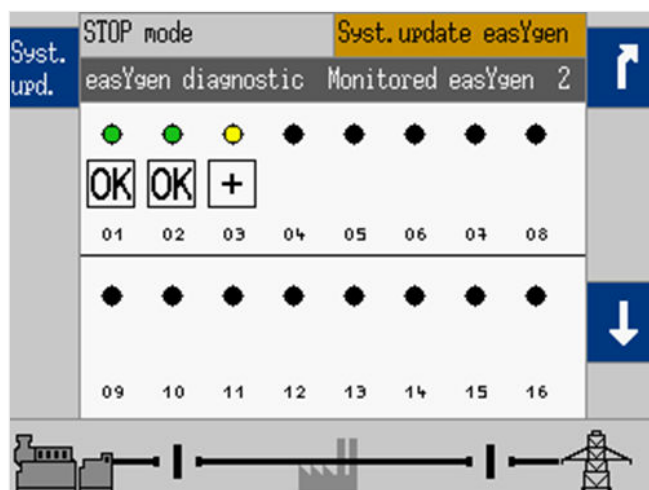 STOP mode
Syst. update easYgen
Syst.
upd.
easYgen diagnostic Monitored easYgen 2
OK OK +
01 02 03 04 05 06 07 08
09 10 11 12 13 14 15 16